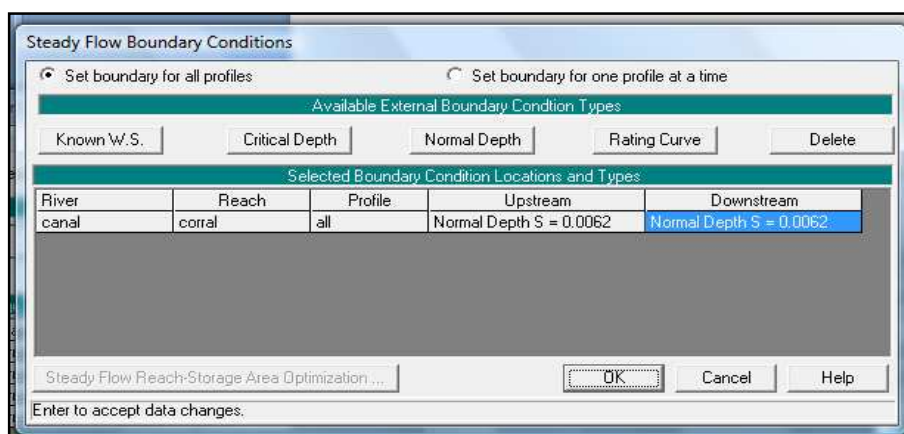 Steady Flow Boundary Conditions
Set boundary for all profiles Set boundary for one profile at a time
Available External Boundary Condtion Types
Known W.S. Critical Depth Normal Depth Rating Curve Delete
Selected Boundary Condition Locations and Types
River Reach Profile Upstream Downstream
canal corral all Normal Depth S = 0.0062 Normal Depth S = 0.0062
Steady Flow Reach-Storage Area Optimization ... OK Cancel Help
Enter to accept data changes.